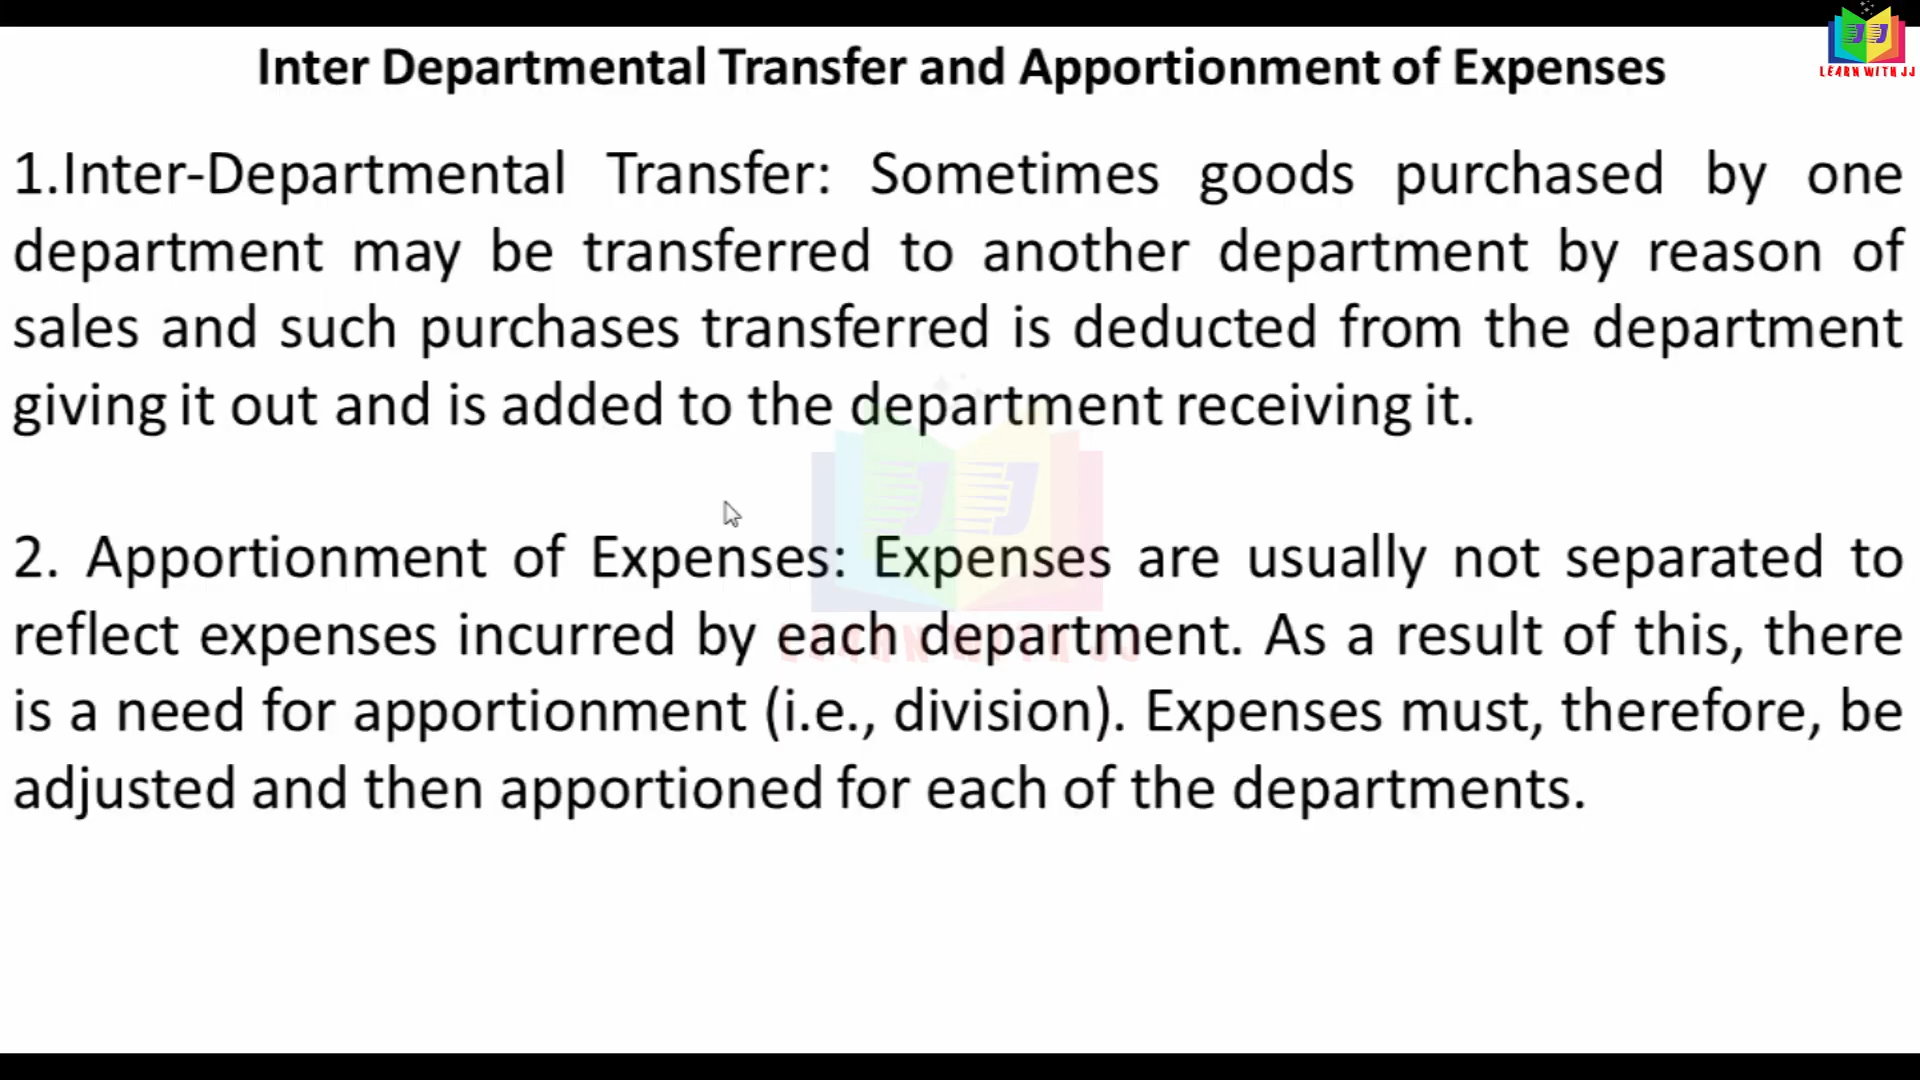 Inter Departmental Transfer and Apportionment of Expenses
LEARN WITH JJ
1.Inter-Departmental Transfer: Sometimes goods purchased by one
department may be transferred to another department by reason of
sales and such purchases transferred is deducted from the department
giving it out and is added to the department receiving it.
JJ
2. Apportionment of Expenses: Expenses are usually not separated to
reflect expenses incurred by each department. As a result of this, there
LEARN WITH JJ
is a need for apportionment (i.e., division). Expenses must, therefore, be
adjusted and then apportioned for each of the departments.